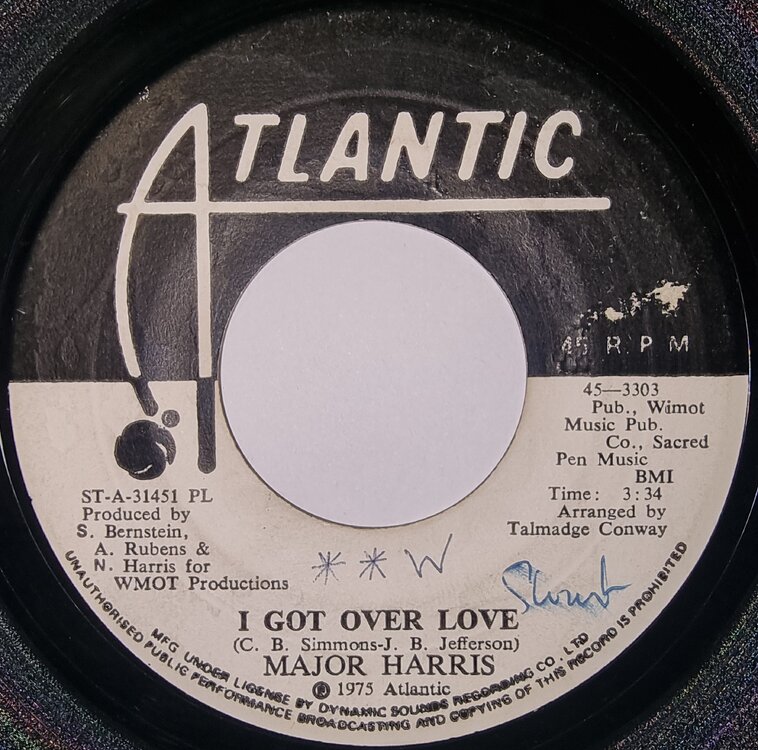 ATLANTIC
45 R P M
45—3303
Pub., Wimot
Music Pub.
Co., Sacred
Pen Music
BMI
Time: 3:34
Arranged by
Talmadge Conway
ST-A-31451 PL
Produced by
S. Bernstein,
A. Rubens &
N. Harris for
WMOT Productions
**W
I GOT OVER LOVE
(C. B. Simmons-J. B. Jefferson)
MAJOR HARRIS
Ⓟ 1975 Atlantic
MFG UNDER LICENSE BY DYNAMIC SOUNDS RECORDING CO., LTD
UNAUTHORISED PUBLIC PERFORMANCE BROADCASTING AND COPYING OF THIS RECORD IS PROHIBITED